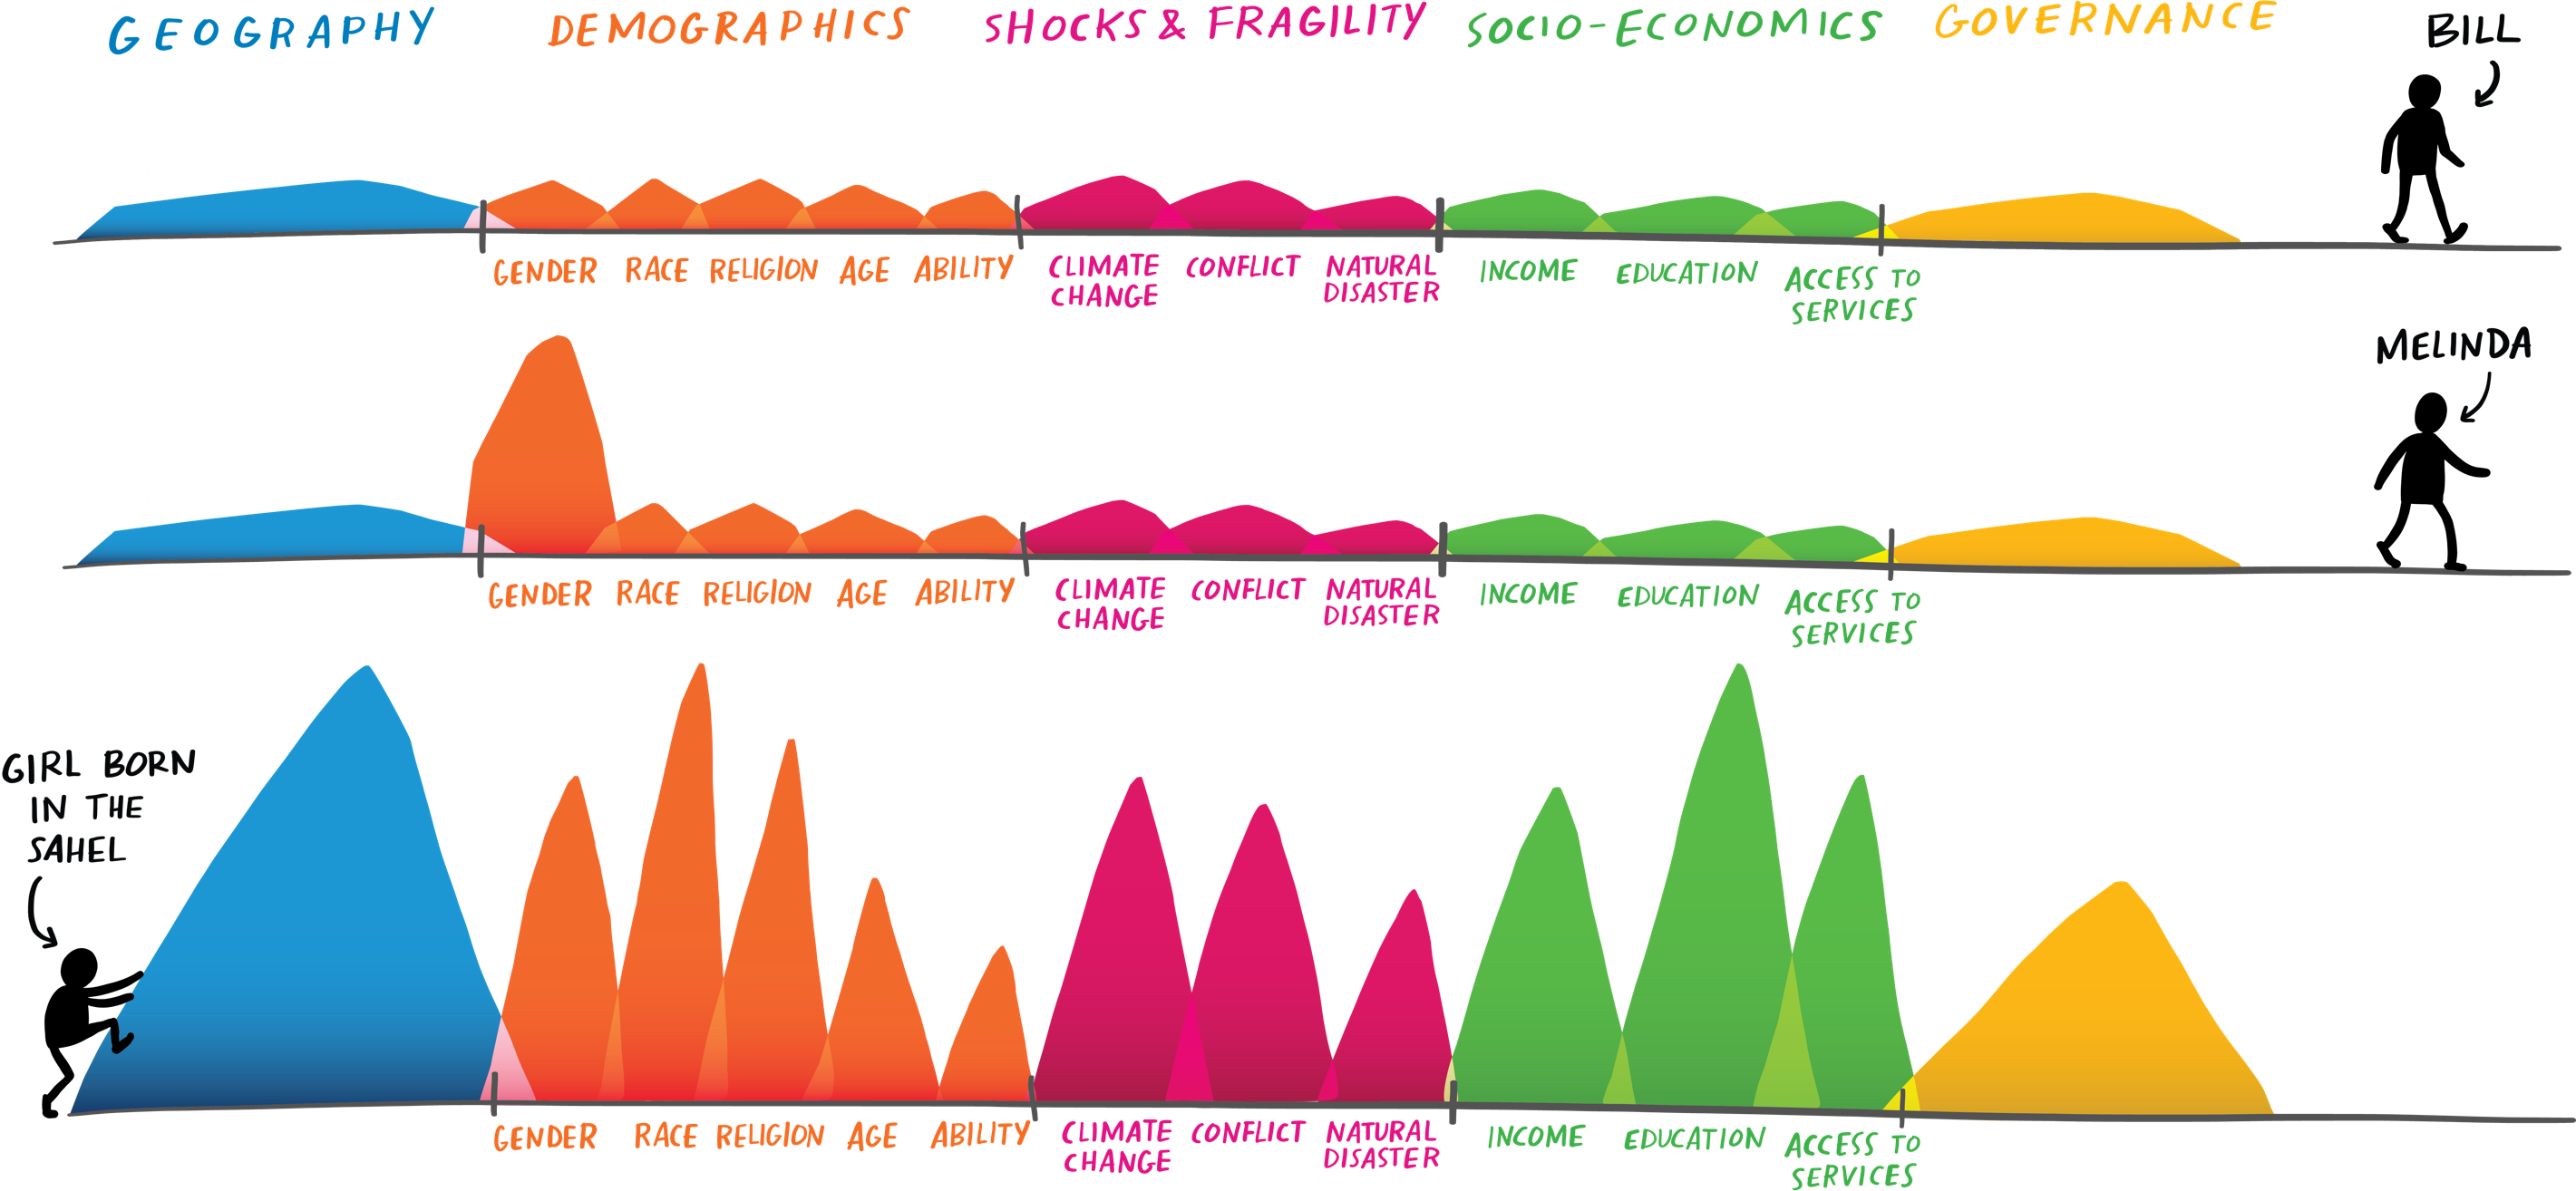 GEOGRAPHY DEMOGRAPHICS SHOCKS & FRAGILITY SOCIO-ECONOMICS GOVERNANCE
BILL
GENDER RACE RELIGION AGE ABILITY CLIMATE CHANGE CONFLICT NATURAL DISASTER INCOME EDUCATION ACCESS TO SERVICES
MELINDA
GENDER RACE RELIGION AGE ABILITY CLIMATE CHANGE CONFLICT NATURAL DISASTER INCOME EDUCATION ACCESS TO SERVICES
GIRL BORN
IN THE
SAHEL
GENDER RACE RELIGION AGE ABILITY CLIMATE CHANGE CONFLICT NATURAL DISASTER INCOME EDUCATION ACCESS TO SERVICES